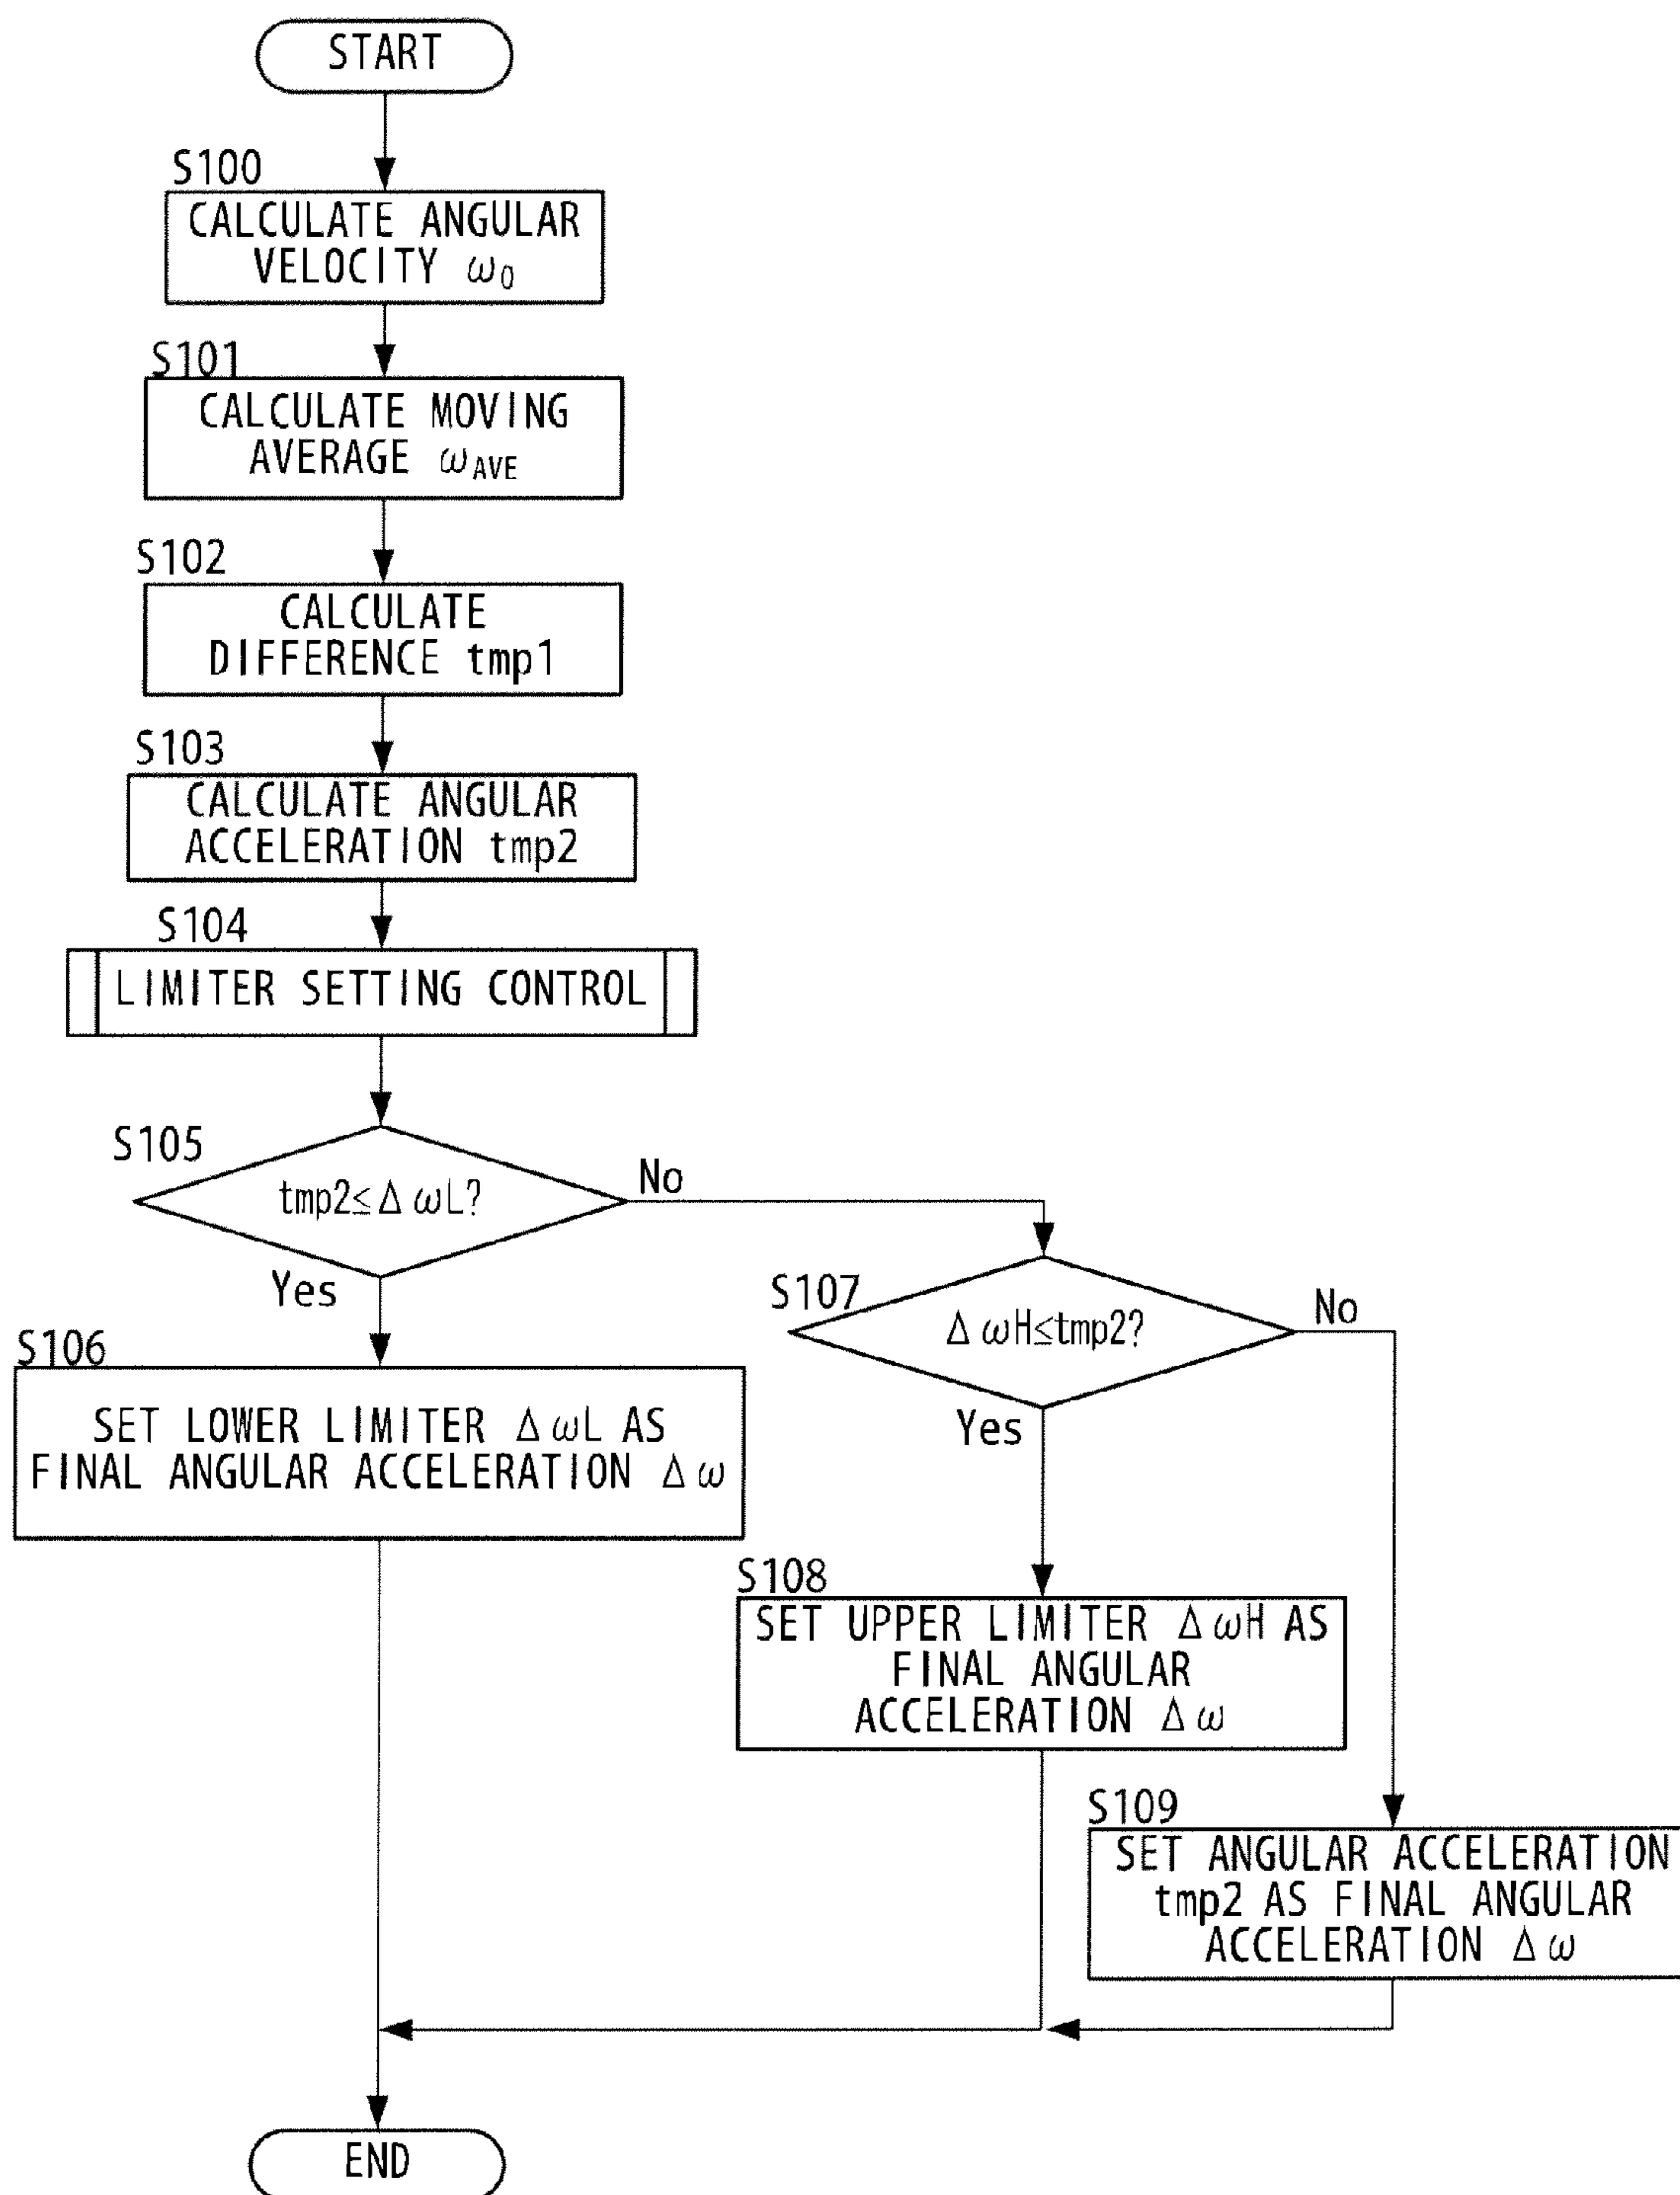 START
S100
CALCULATE ANGULAR
VELOCITY ω0
S101
CALCULATE MOVING
AVERAGE ωAVE
S102
CALCULATE
DIFFERENCE tmp1
S103
CALCULATE ANGULAR
ACCELERATION tmp2
S104
LIMITER SETTING CONTROL
S105
tmp2≤ΔωL?
No
Yes
S107
ΔωH≤tmp2?
No
Yes
S106
SET LOWER LIMITER ΔωL AS
FINAL ANGULAR ACCELERATION Δω
S108
SET UPPER LIMITER ΔωH AS
FINAL ANGULAR
ACCELERATION Δω
S109
SET ANGULAR ACCELERATION
tmp2 AS FINAL ANGULAR
ACCELERATION Δω
END